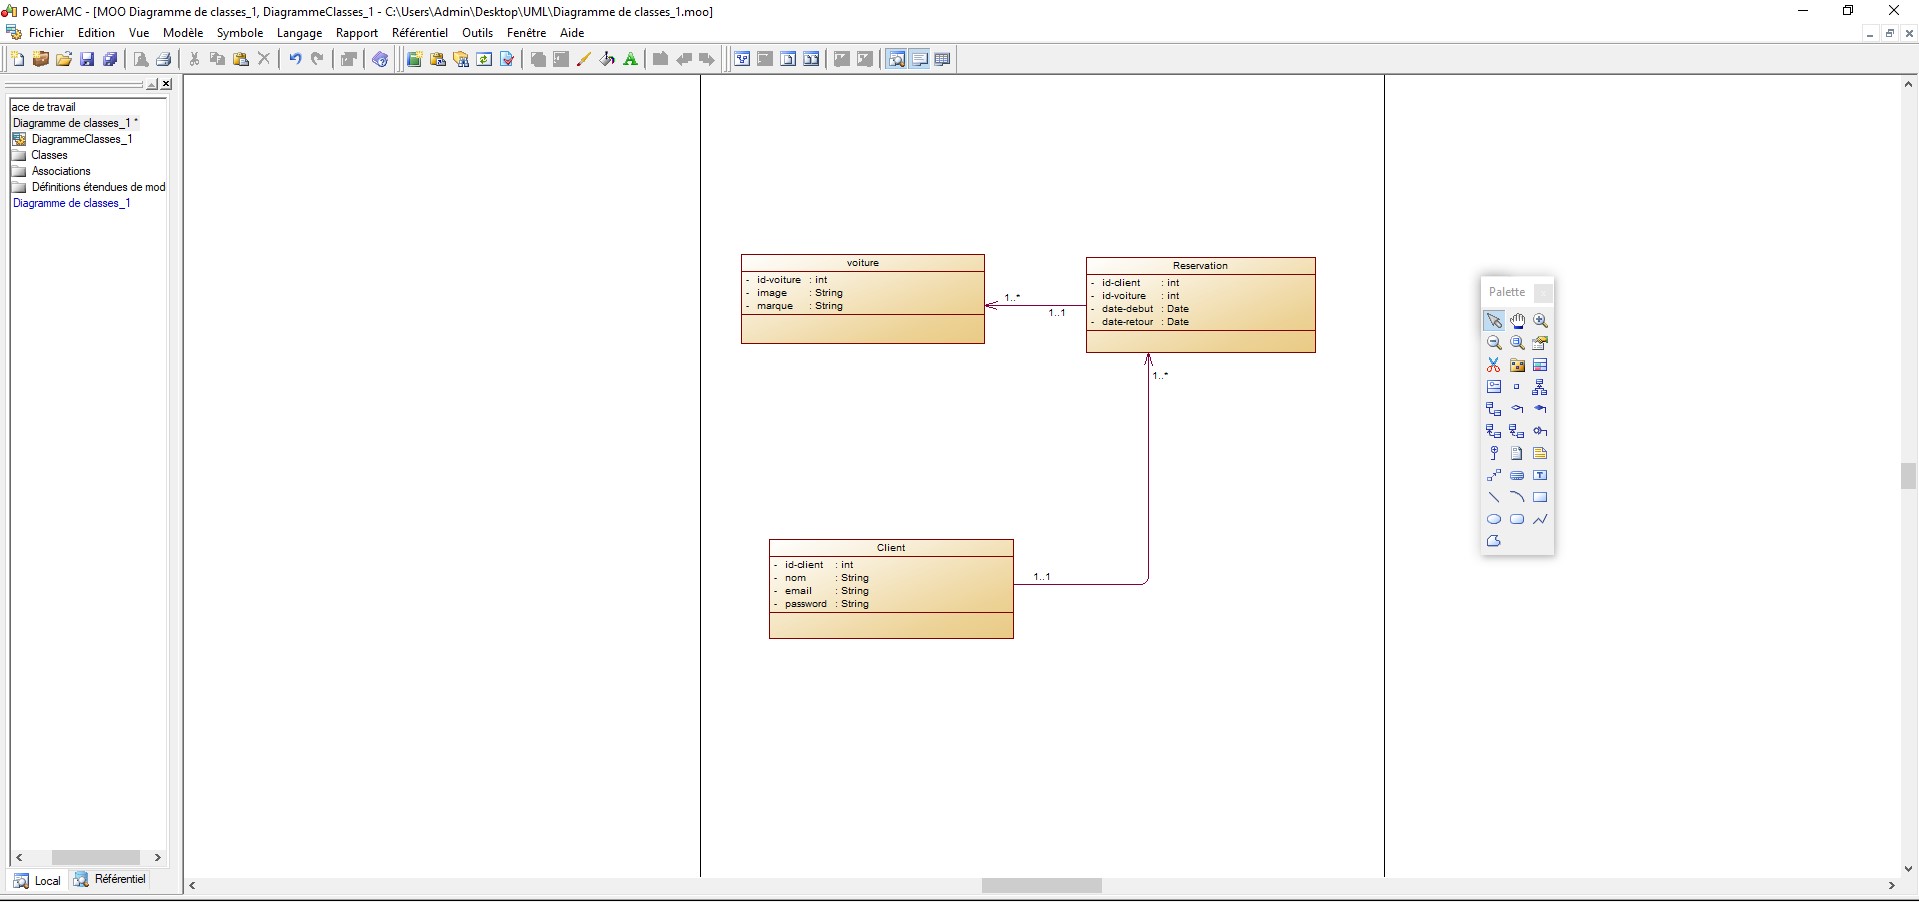 PowerAMC - [MOO Diagramme de classes_1, DiagrammeClasses_1 - C:\Users\Admin\Desktop\UML\Diagramme de classes_1.moo]
Fichier Edition Vue Modèle Symbole Langage Rapport Référentiel Outils Fenêtre Aide
ace de travail
Diagramme de classes_1 *
DiagrammeClasses_1
Classes
Associations
Définitions étendues de mod
Diagramme de classes_1
Local Référentiel
voiture
- id-voiture : int
- image : String
- marque : String
1..*
1..1
Reservation
- id-client : int
- id-voiture : int
- date-debut : Date
- date-retour : Date
1..*
Client
- id-client : int
- nom : String
- email : String
- password : String
1..1
Palette